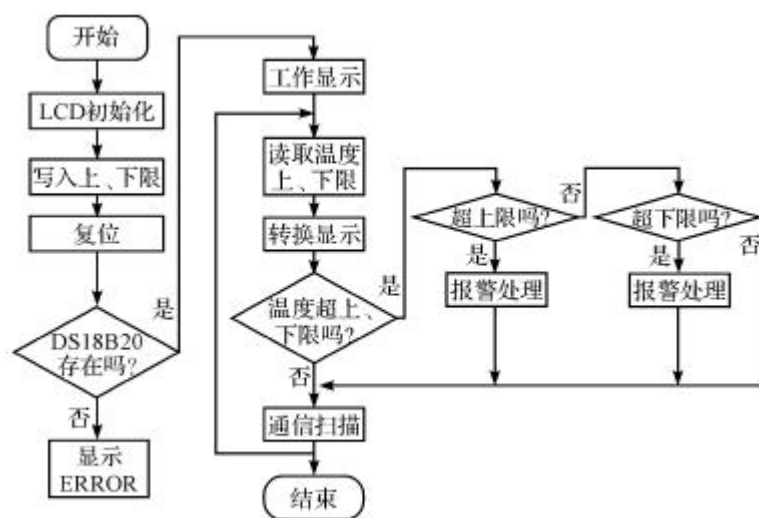 开始
LCD初始化
写入上、下限
复位
DS18B20
存在吗?
是
否
显示
ERROR
工作显示
读取温度
上、下限
转换显示
温度超上、
下限吗?
是
否
超上限吗?
否
是
报警处理
超下限吗?
否
是
报警处理
通信扫描
结束